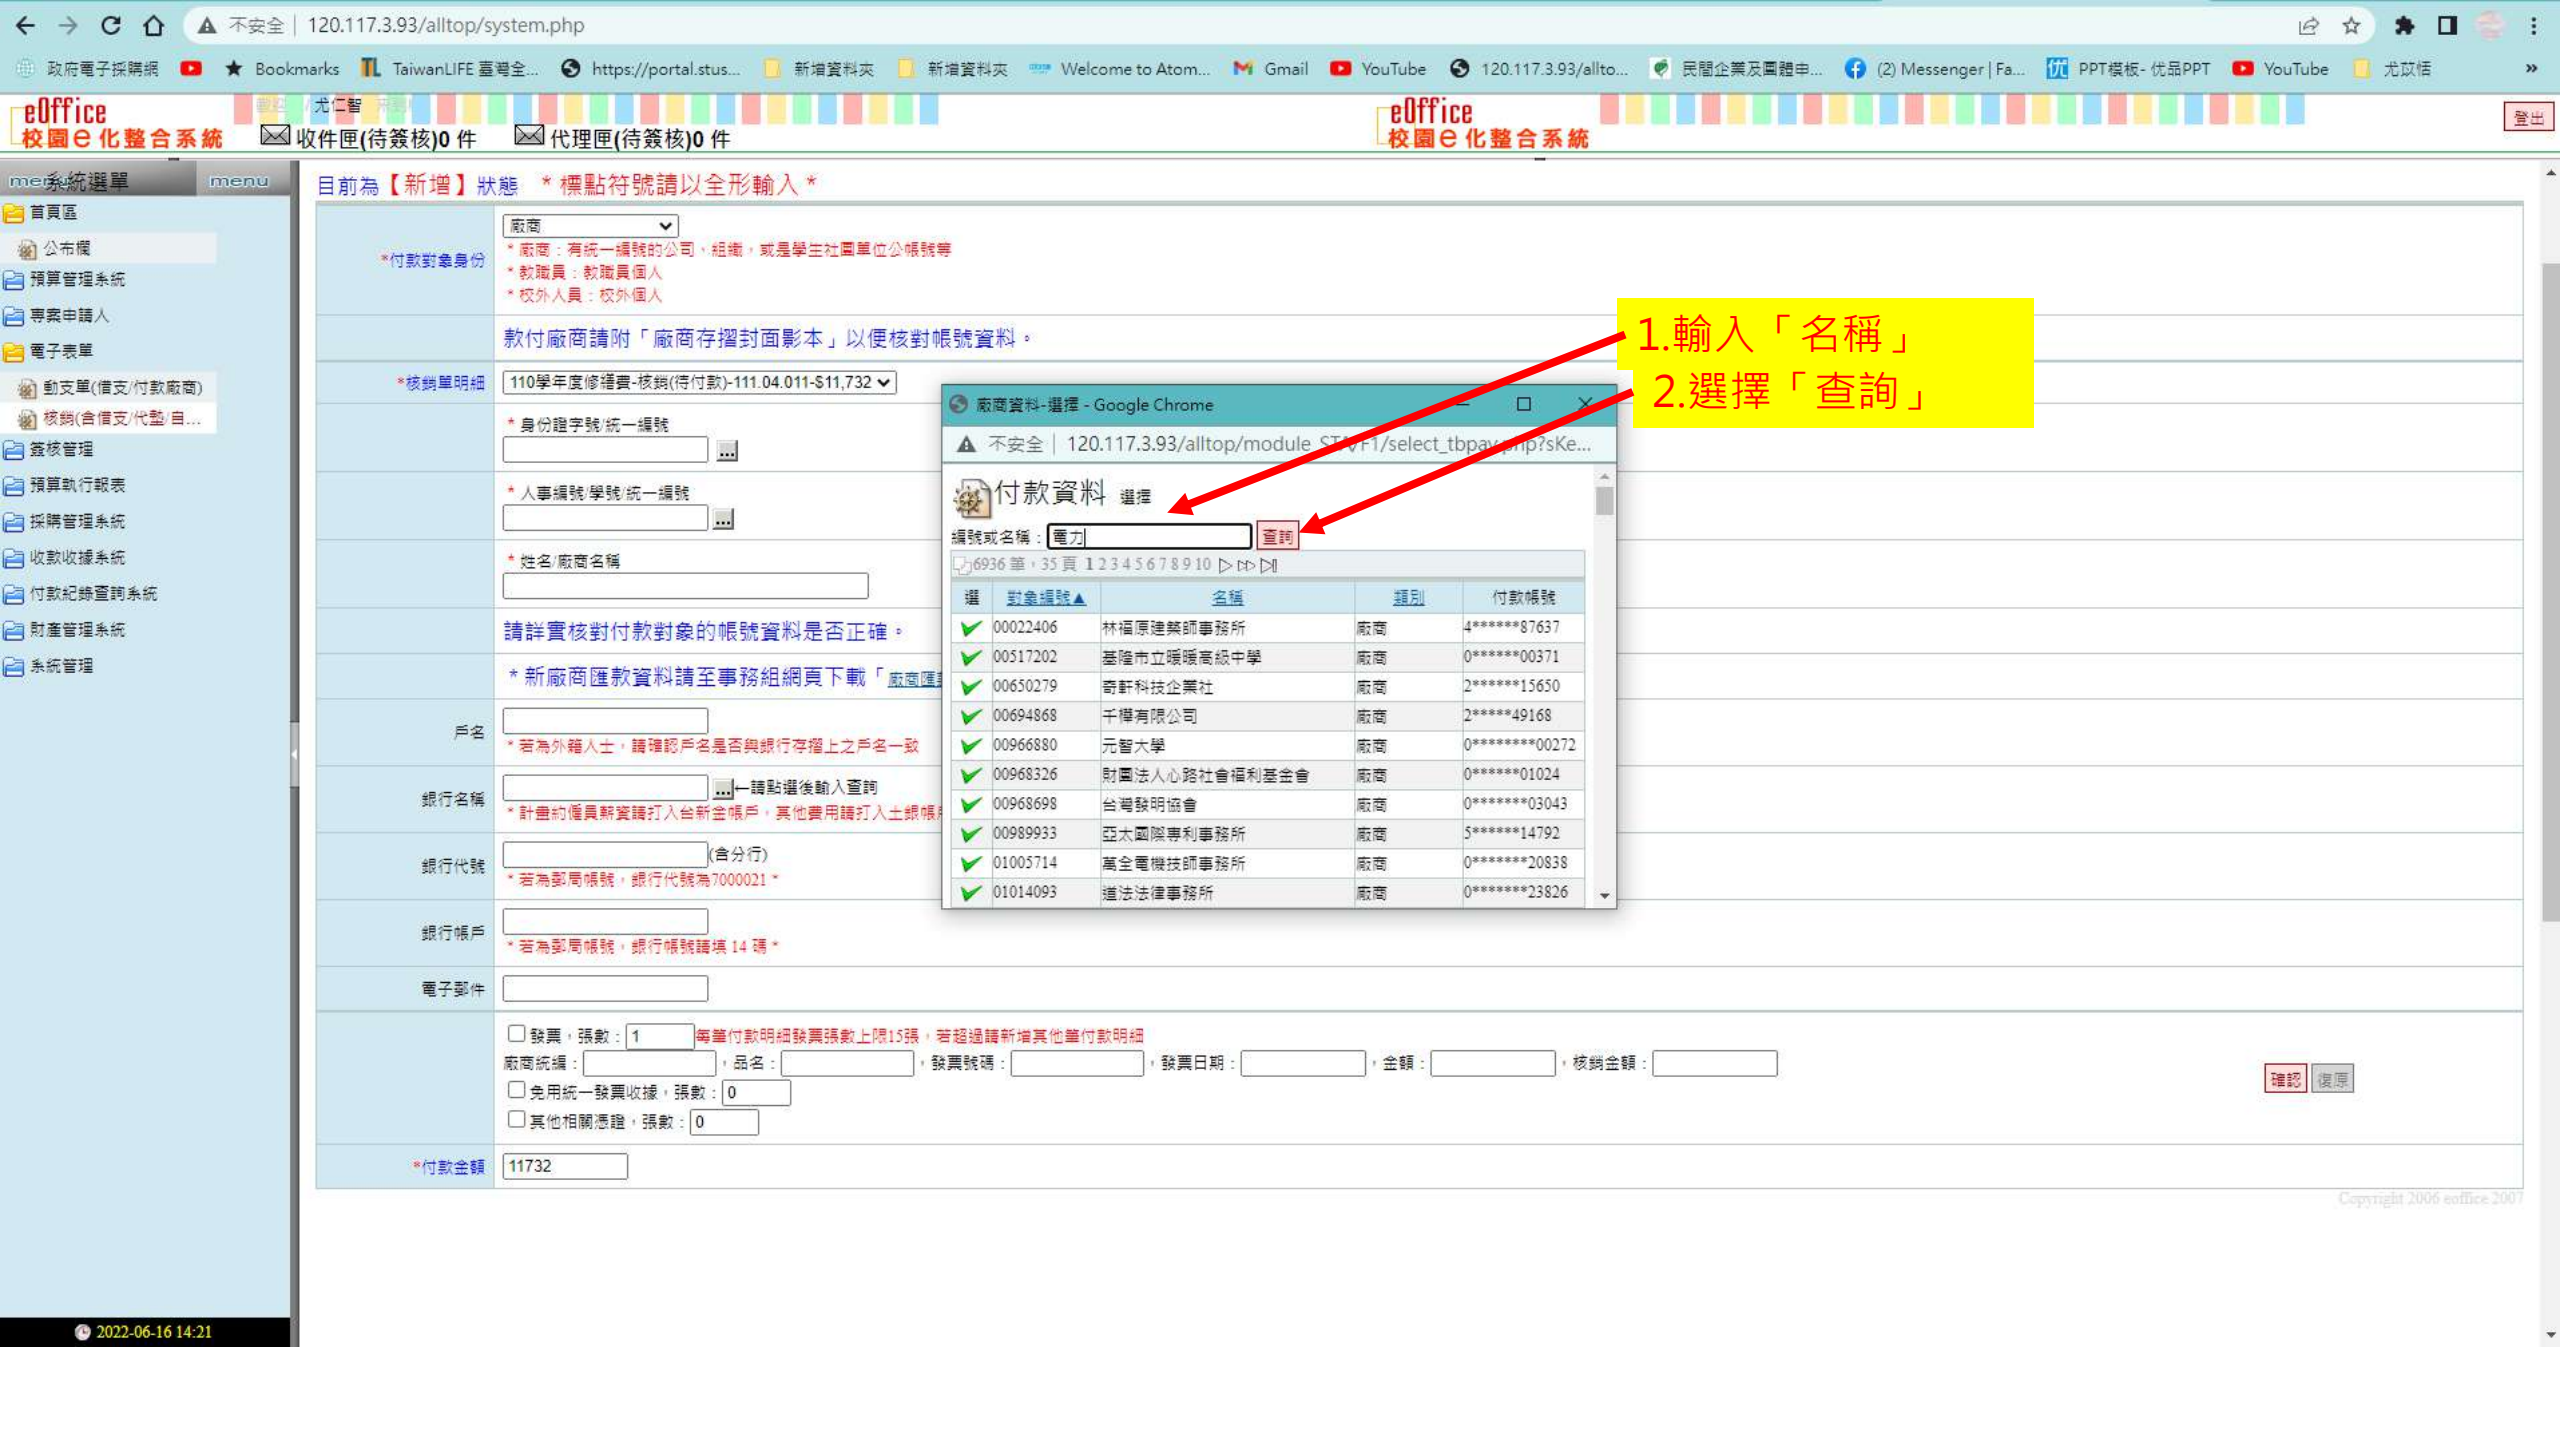 不安全 | 120.117.3.93/alltop/system.php
政府電子採購網 Bookmarks TaiwanLIFE 臺灣全... https://portal.stus... 新增資料夾 新增資料夾 Welcome to Atom... Gmail YouTube 120.117.3.93/allto... 民間企業及團體申... (2) Messenger | Fa... PPT模板- 优品PPT YouTube 尤苡恬 »
eOffice
校園e化整合系統
尤仁智
收件匣(待簽核)0 件 代理匣(待簽核)0 件
eOffice
校園e化整合系統
登出
系統選單 menu
首頁區
公布欄
預算管理系統
專案申請人
電子表單
動支單(借支/付款廠商)
核銷(含借支/代墊/自...
簽核管理
預算執行報表
採購管理系統
收款收據系統
付款紀錄查詢系統
財產管理系統
系統管理
2022-06-16 14:21
目前為【新增】狀態 *標點符號請以全形輸入*
*付款對象身份
廠商
* 廠商：有統一編號的公司、組織，或是學生社團單位公帳號等
* 教職員：教職員個人
* 校外人員：校外個人
款付廠商請附「廠商存摺封面影本」以便核對帳號資料。
*核銷單明細 110學年度修繕費-核銷(待付款)-111.04.011-$11,732
* 身份證字號/統一編號
...
* 人事編號/學號/統一編號
...
* 姓名/廠商名稱
請詳實核對付款對象的帳號資料是否正確。
* 新廠商匯款資料請至事務組網頁下載「廠商匯
戶名
* 若為外籍人士，請確認戶名是否與銀行存摺上之戶名一致
銀行名稱 ...←請點選後輸入查詢
* 計畫約僱員薪資請打入台新金帳戶，其他費用請打入土銀帳
銀行代號 (含分行)
* 若為郵局帳號，銀行代號為7000021 *
銀行帳戶
* 若為郵局帳號，銀行帳號請填 14 碼 *
電子郵件
發票，張數：1 每筆付款明細發票張數上限15張，若超過請新增其他筆付款明細
廠商統編： ，品名： ，發票號碼： ，發票日期： ，金額： ，核銷金額：
免用統一發票收據，張數：0
其他相關憑證，張數：0
確認 復原
*付款金額 11732
Copyright 2006 eoffice 2007
廠商資料-選擇 - Google Chrome
不安全 | 120.117.3.93/alltop/module_STA/F1/select_tbpay.php?sKe...
付款資料 選擇
編號或名稱：電力 查詢
6936 筆，35 頁 1 2 3 4 5 6 7 8 9 10
選 對象編號▲ 名稱 類別 付款帳號
00022406 林福原建築師事務所 廠商 4******87637
00517202 基隆市立暖暖高級中學 廠商 0******00371
00650279 奇軒科技企業社 廠商 2******15650
00694868 千樺有限公司 廠商 2*****49168
00966880 元智大學 廠商 0********00272
00968326 財團法人心路社會福利基金會 廠商 0******01024
00968698 台灣發明協會 廠商 0*******03043
00989933 亞太國際專利事務所 廠商 5******14792
01005714 萬全電機技師事務所 廠商 0*******20838
01014093 道法法律事務所 廠商 0*******23826
1.輸入「名稱」
2.選擇「查詢」